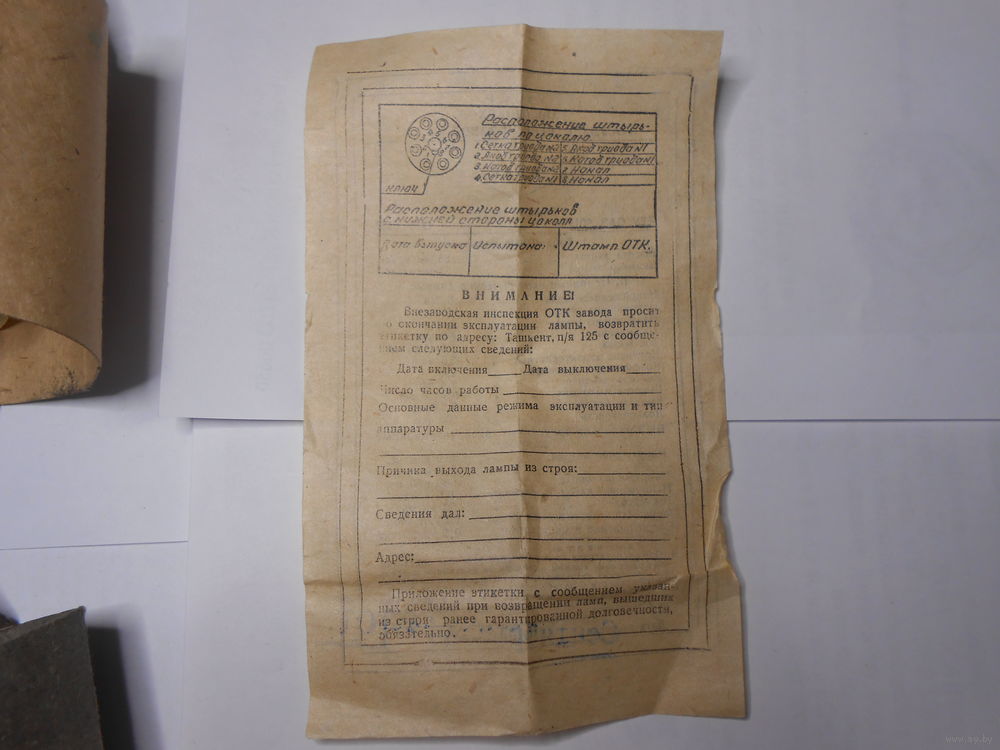 Расположение штырь-
ков по цоколю.
1. Сетка триода №2 5. Анод триода №1
2. Анод триода №2 6. Катод триода №1
3. Катод триода №2 7. Накал
4. Сетка триода №1 8. Накал
ключ
Расположение штырьков
с нижней стороны цоколя
Дата выпуска Испытана: Штамп ОТК.
ВНИМАНИЕ!
Внезаводская инспекция ОТК завода просит
по окончании эксплуатации лампы, возвратить
этикетку по адресу: Ташкент, п/я 125 с сообще-
нием следующих сведений:
Дата включения Дата выключения
Число часов работы
Основные данные режима эксплуатации и тип
аппаратуры
Причина выхода лампы из строя:
Сведения дал:
Адрес:
Приложение этикетки с сообщением указан-
ных сведений при возвращении ламп, вышедших
из строя ранее гарантированной долговечности,
обязательно.
www.ay.by